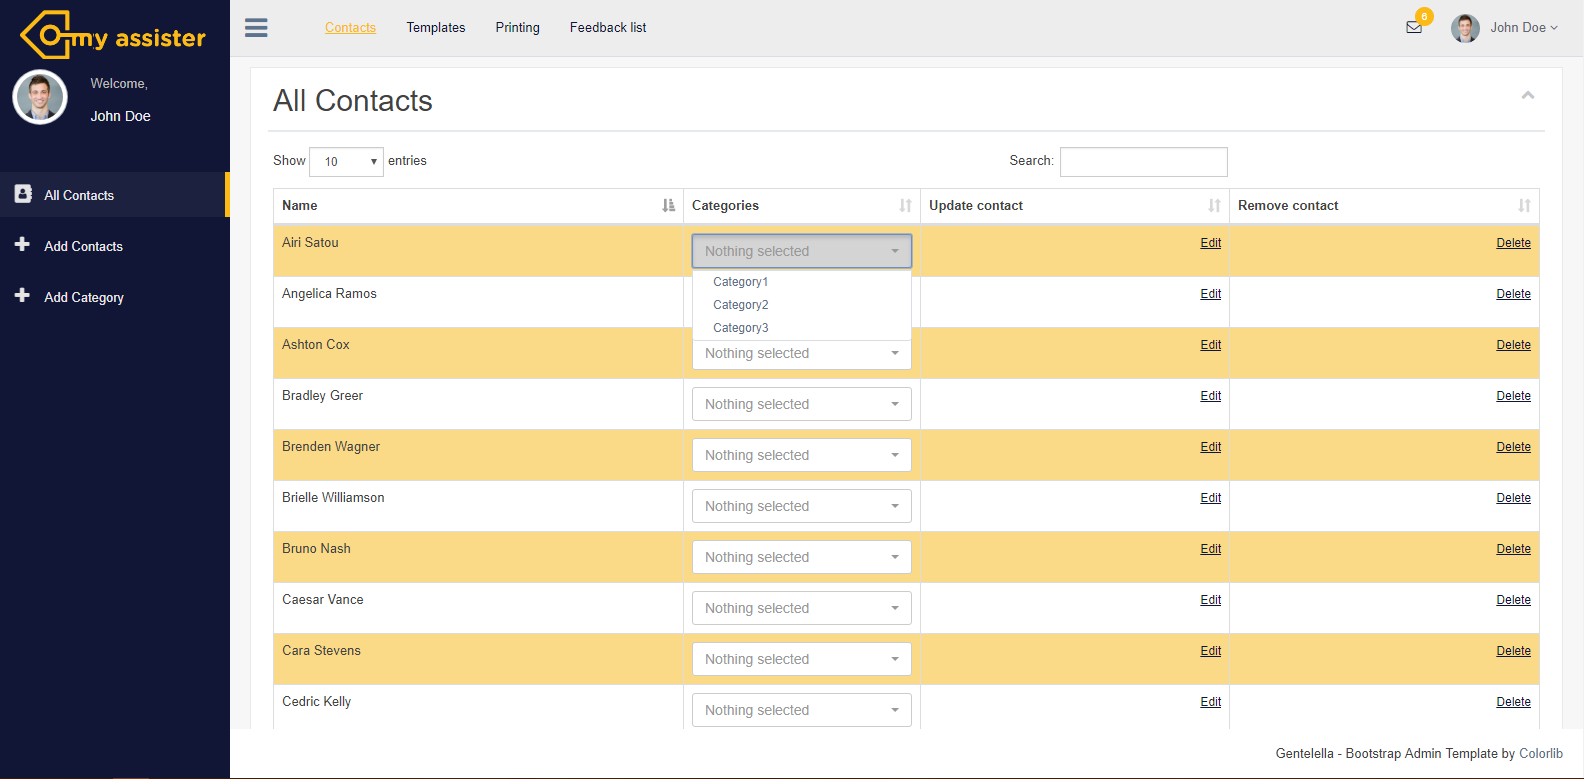 my assister
Contacts Templates Printing Feedback list
6
John Doe
Welcome,
John Doe
All Contacts
Add Contacts
Add Category
All Contacts
Show 10 entries Search:
Name Categories Update contact Remove contact
Airi Satou Nothing selected Edit Delete
Category1
Category2
Category3
Angelica Ramos Edit Delete
Ashton Cox Nothing selected Edit Delete
Bradley Greer Nothing selected Edit Delete
Brenden Wagner Nothing selected Edit Delete
Brielle Williamson Nothing selected Edit Delete
Bruno Nash Nothing selected Edit Delete
Caesar Vance Nothing selected Edit Delete
Cara Stevens Nothing selected Edit Delete
Cedric Kelly Nothing selected Edit Delete
Gentelella - Bootstrap Admin Template by Colorlib